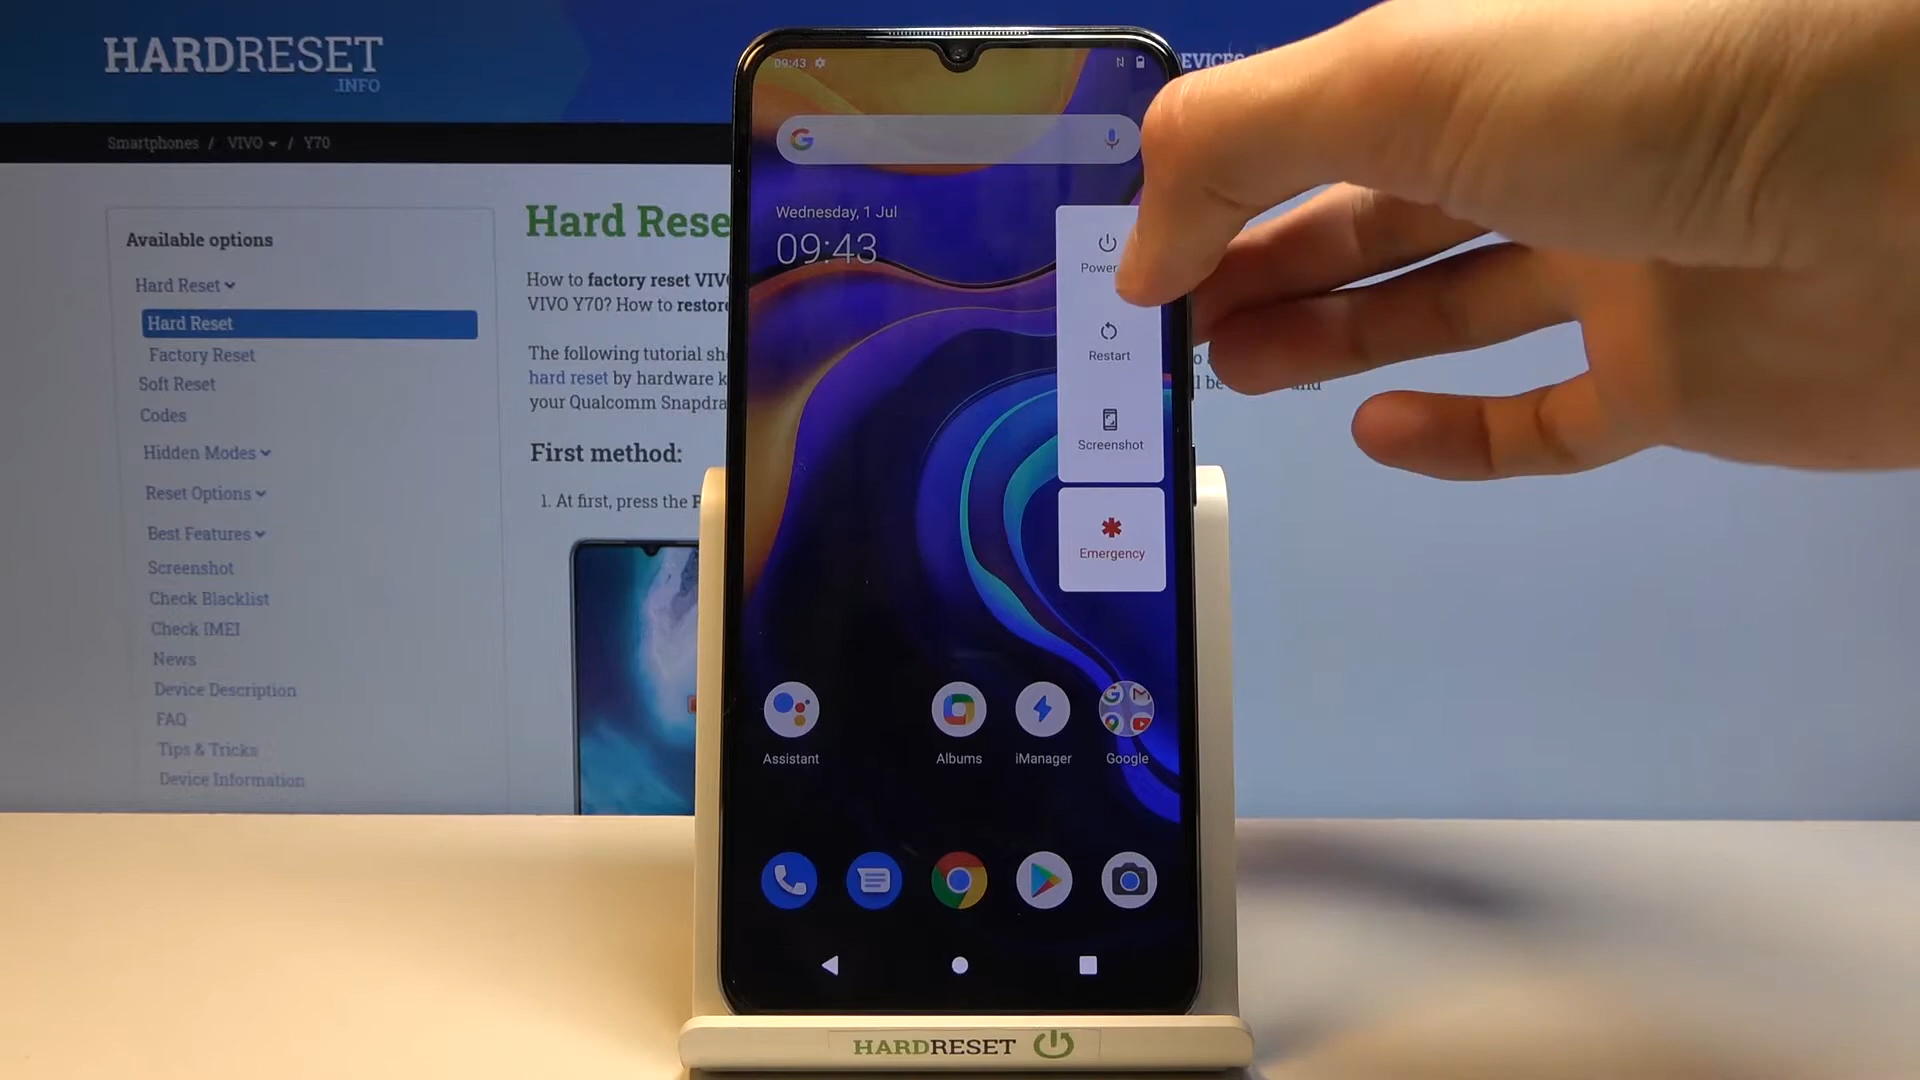 HARDRESET
.INFO
Smartphones / VIVO / Y70
Available options
Hard Reset
Hard Reset
Factory Reset
Soft Reset
Codes
Hidden Modes
Reset Options
Best Features
Screenshot
Check Blacklist
Check IMEI
News
Device Description
FAQ
Tips & Tricks
Device Information
Hard Rese
How to factory reset VIV
VIVO Y70? How to restore
The following tutorial sh
hard reset by hardware k
your Qualcomm Snapdra
First method:
1. At first, press the P
09:43
Wednesday, 1 Jul
09:43
Power
Restart
Screenshot
Emergency
Assistant
Albums
iManager
Google
HARDRESET